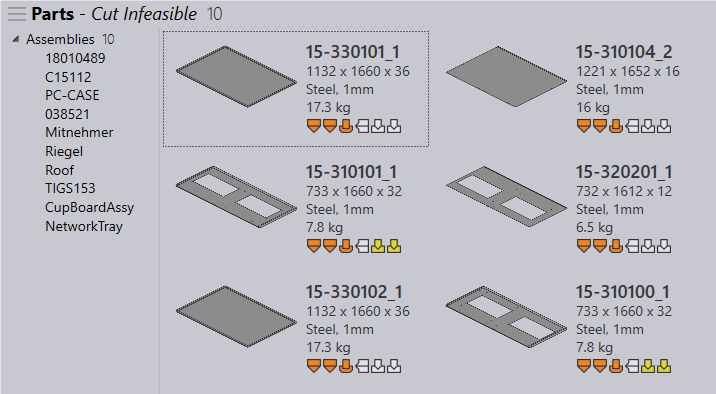 Parts - Cut Infeasible 10
Assemblies 10
18010489
C15112
PC-CASE
038521
Mitnehmer
Riegel
Roof
TIGS153
CupBoardAssy
NetworkTray
15-330101_1
1132 x 1660 x 36
Steel, 1mm
17.3 kg
15-310104_2
1221 x 1652 x 16
Steel, 1mm
16 kg
15-310101_1
733 x 1660 x 32
Steel, 1mm
7.8 kg
15-320201_1
732 x 1612 x 12
Steel, 1mm
6.5 kg
15-330102_1
1132 x 1660 x 36
Steel, 1mm
17.3 kg
15-310100_1
733 x 1660 x 32
Steel, 1mm
7.8 kg